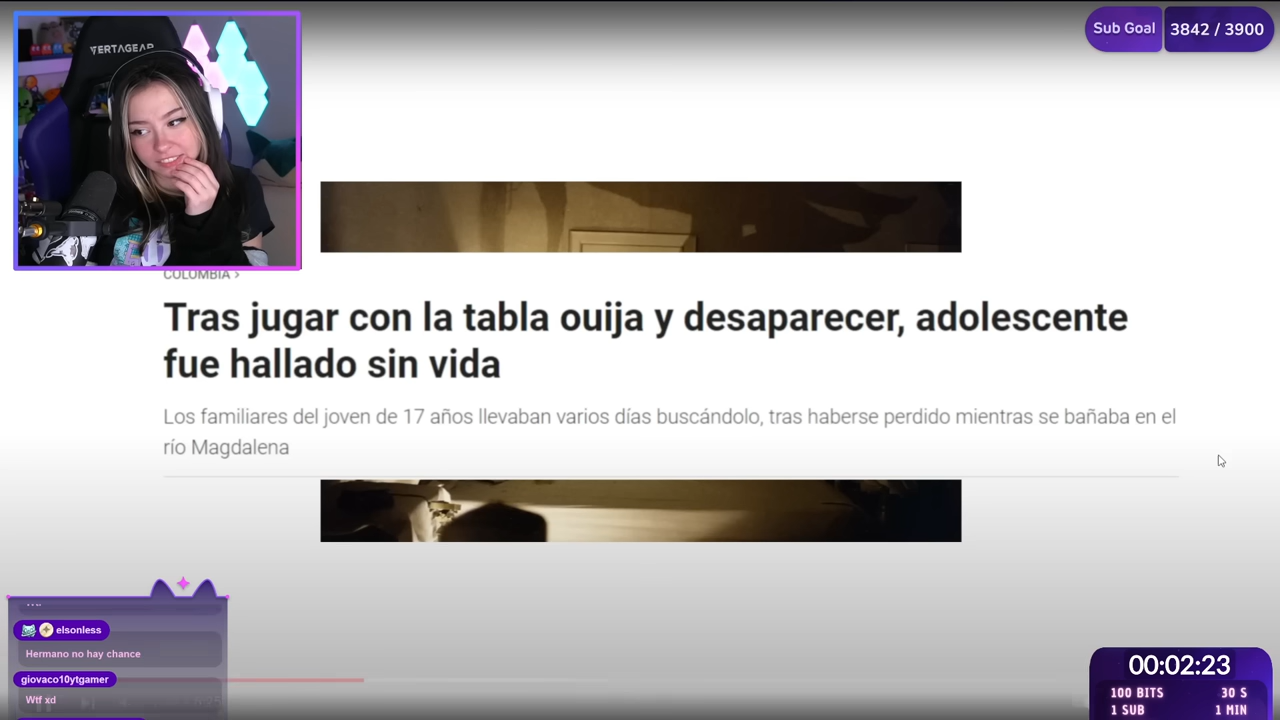 VERTAGEAR
Sub Goal
3842 / 3900
COLOMBIA >
Tras jugar con la tabla ouija y desaparecer, adolescente
fue hallado sin vida
Los familiares del joven de 17 años llevaban varios días buscándolo, tras haberse perdido mientras se bañaba en el
río Magdalena
elsonless
Hermano no hay chance
giovaco10ytgamer
Wtf xd
00:02:23
100 BITS 30 S
1 SUB 1 MIN